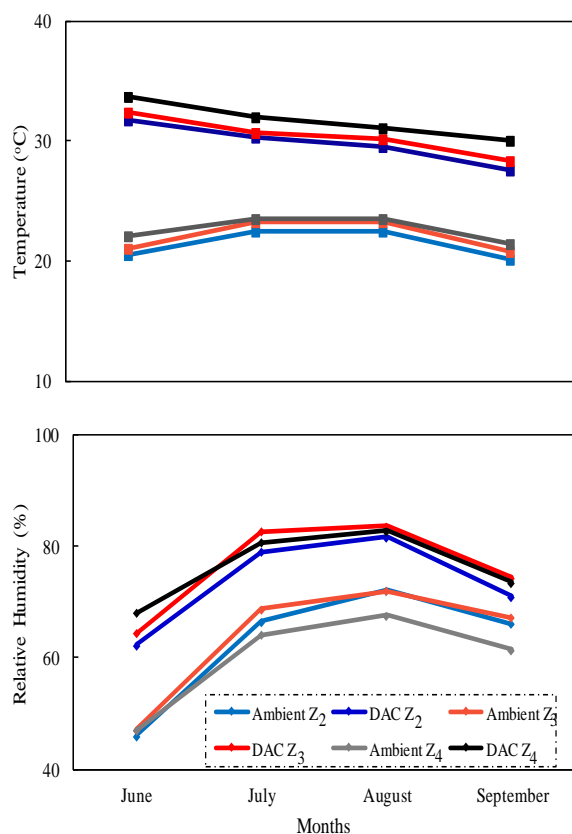 40
30
20
10
Temperature (°C)
100
80
60
40
Relative Humidity (%)
Ambient Z2 DAC Z2 Ambient Z3
DAC Z3 Ambient Z4 DAC Z4
June July August September
Months